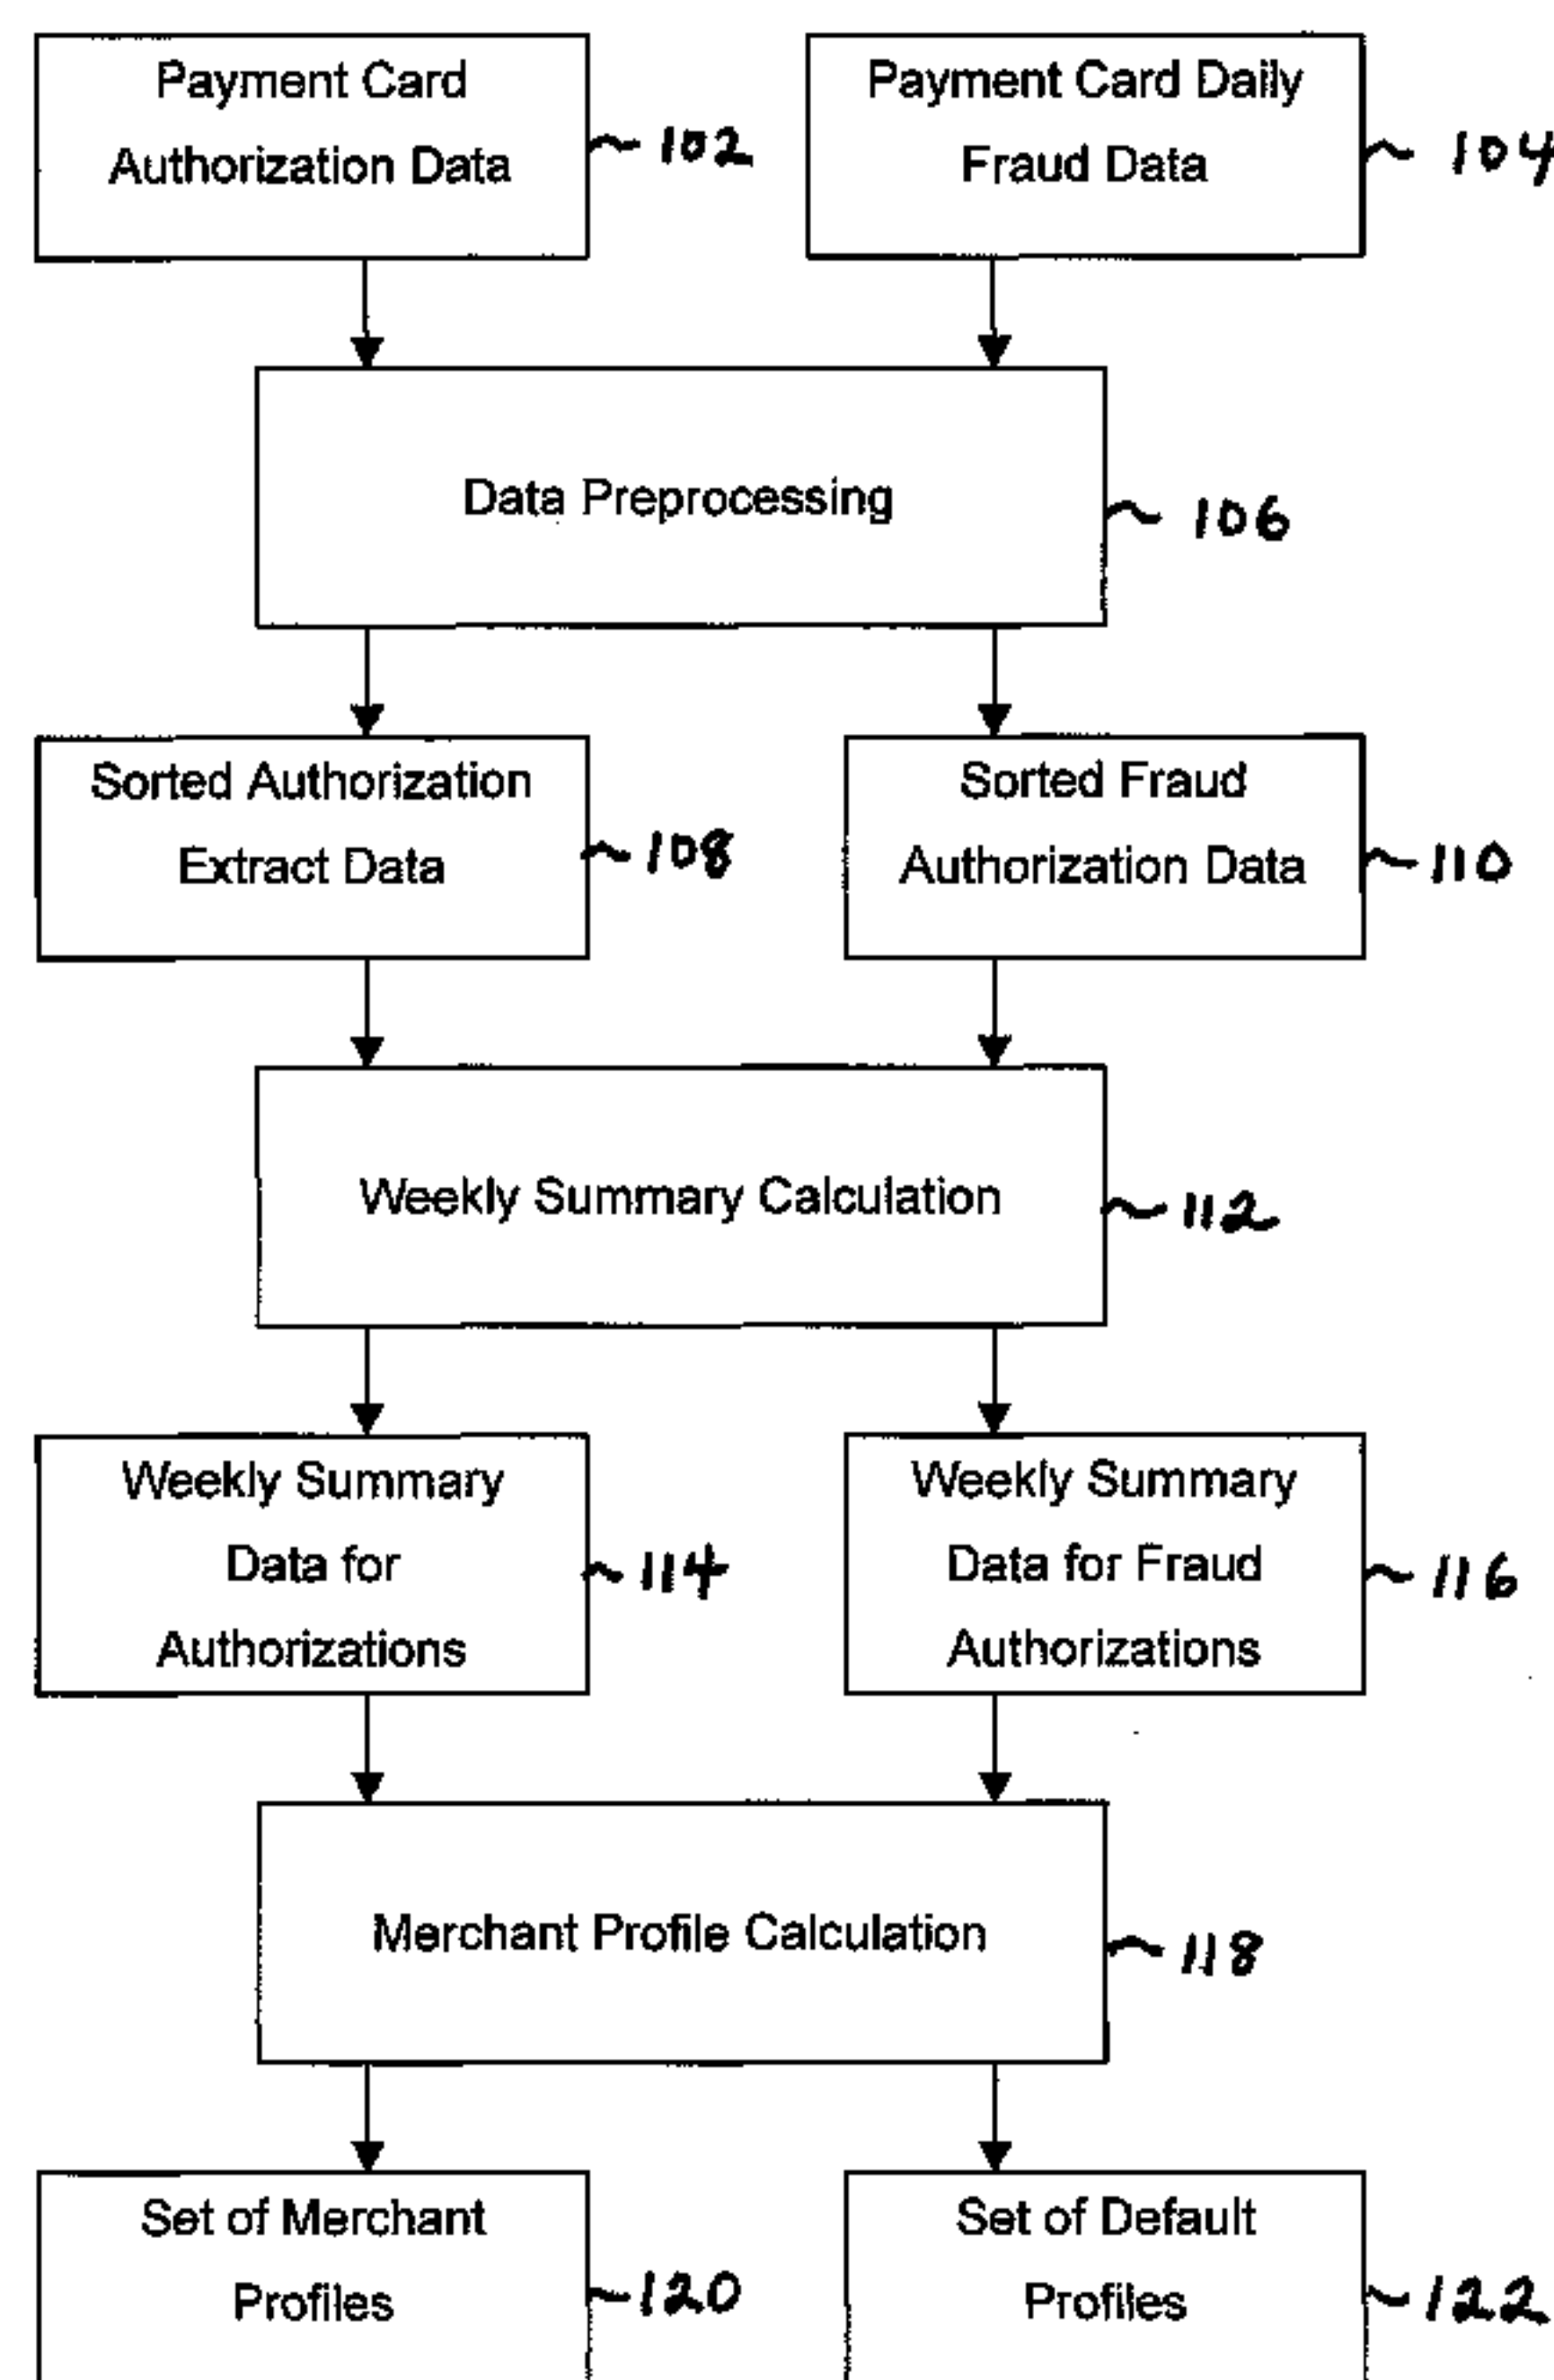 Payment Card
Authorization Data
102
Payment Card Daily
Fraud Data
104
Data Preprocessing
106
Sorted Authorization
Extract Data
108
Sorted Fraud
Authorization Data
110
Weekly Summary Calculation
112
Weekly Summary
Data for
Authorizations
114
Weekly Summary
Data for Fraud
Authorizations
116
Merchant Profile Calculation
118
Set of Merchant
Profiles
120
Set of Default
Profiles
122